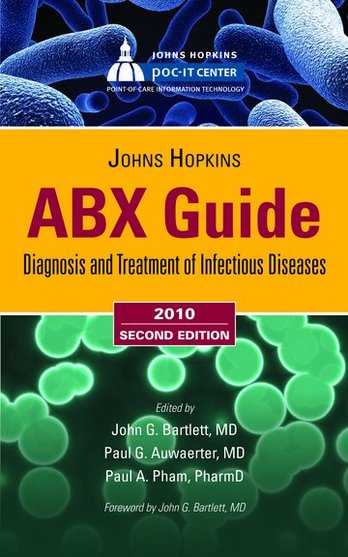 JOHNS HOPKINS
POC-IT CENTER
POINT-OF-CARE INFORMATION TECHNOLOGY
JOHNS HOPKINS
ABX Guide
Diagnosis and Treatment of Infectious Diseases
2010
SECOND EDITION
Edited by
John G. Bartlett, MD
Paul G. Auwaerter, MD
Paul A. Pham, PharmD
Foreword by John G. Bartlett, MD